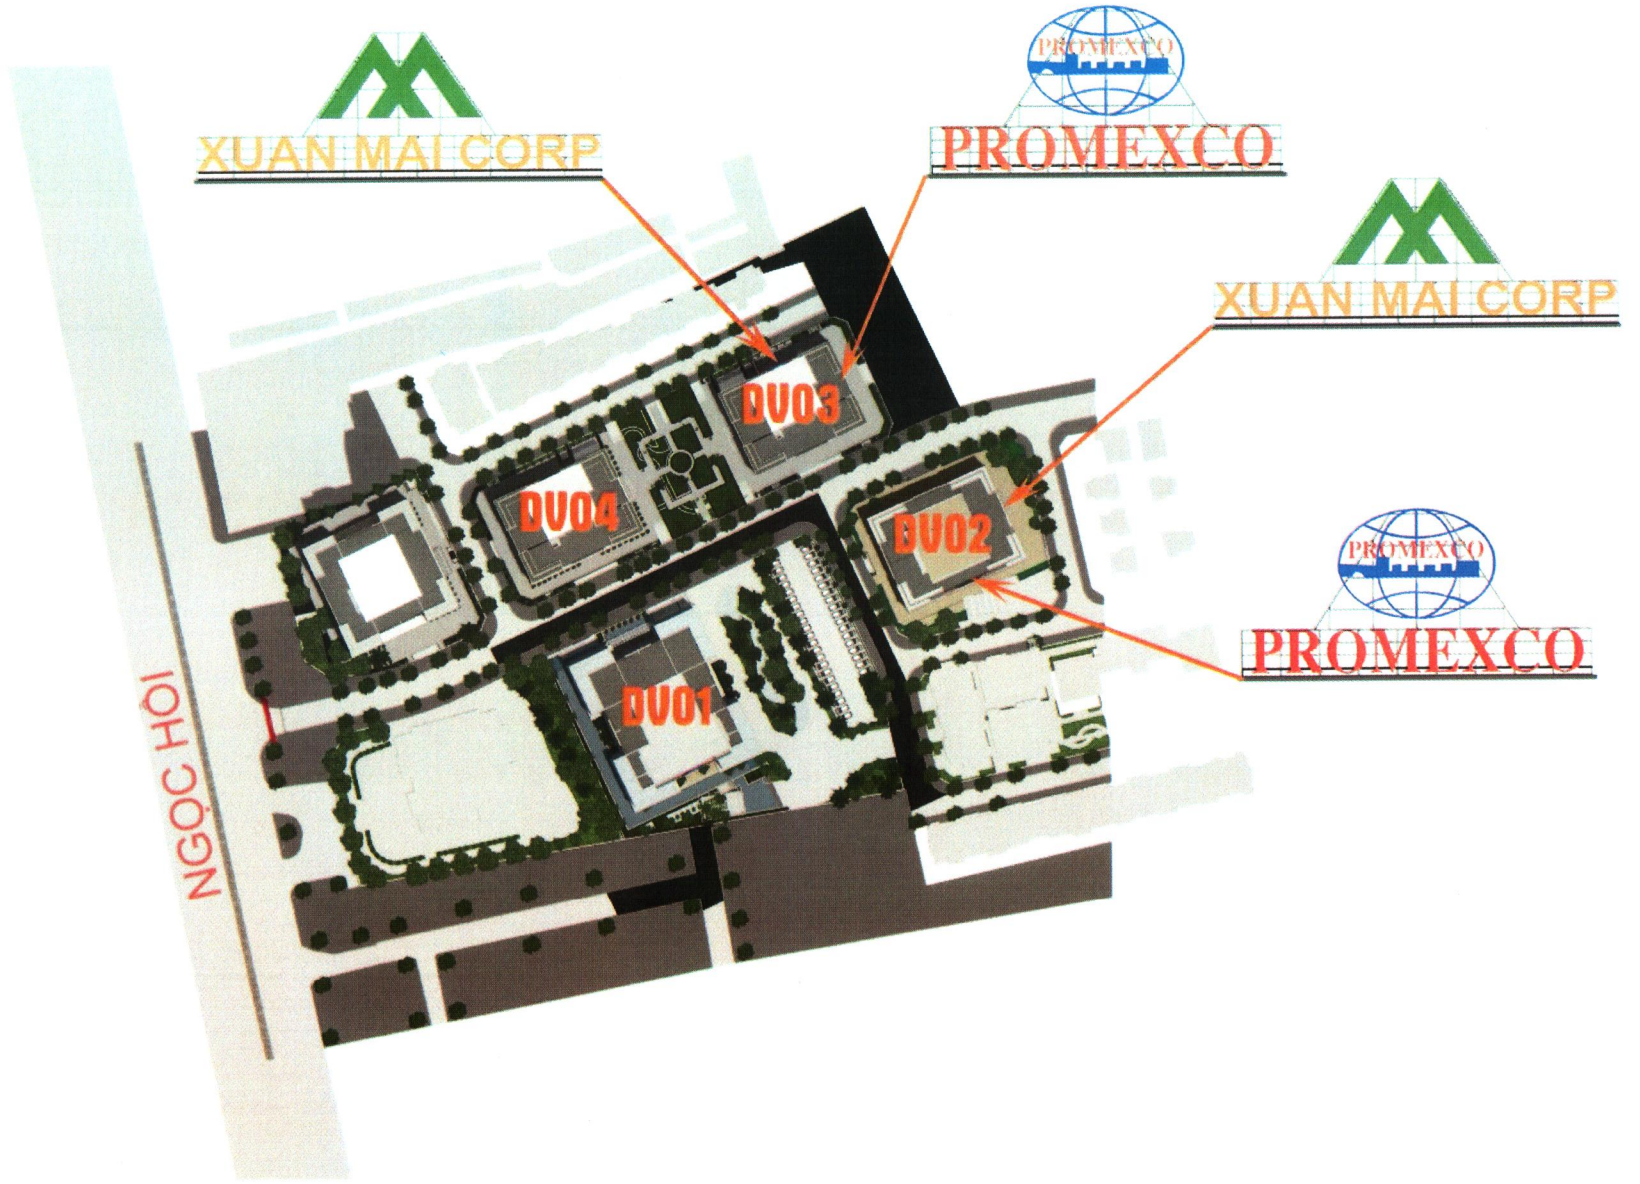 PROMEXCO
PROMEXCO
XUAN MAI CORP
XUAN MAI CORP
DV03
DV04
DV02
PROMEXCO
PROMEXCO
DV01
NGỌC HỒI